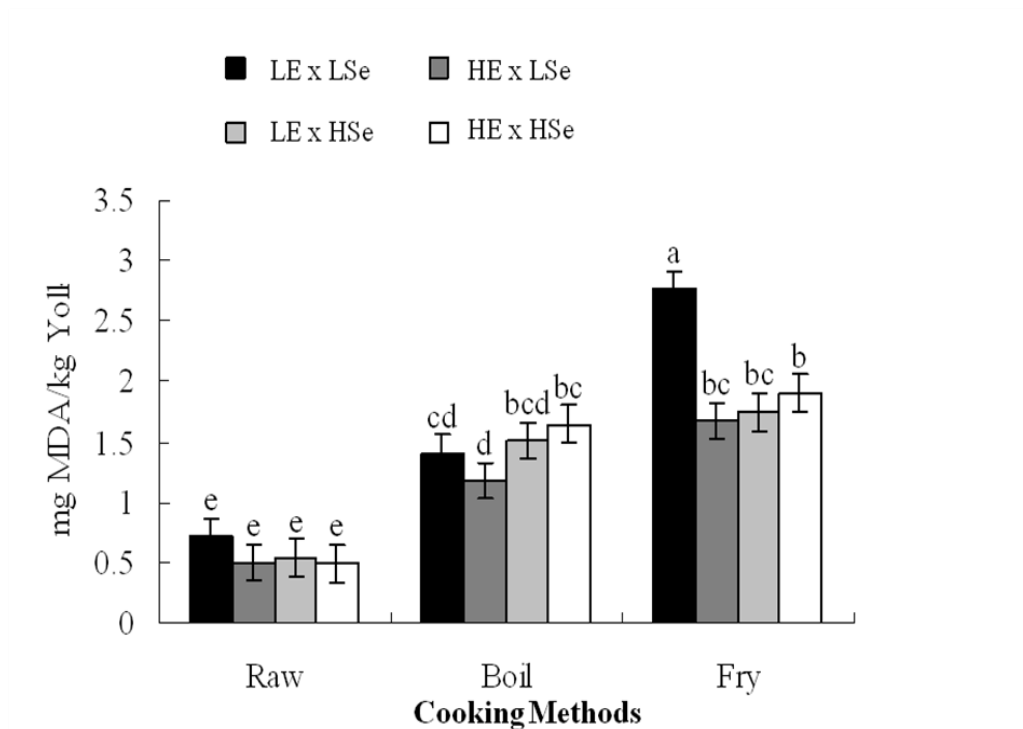 LE x LSe HE x LSe
LE x HSe HE x HSe
3.5
3
2.5
2
1.5
1
0.5
0
mg MDA/kg Yoll
e e e e
cd d bcd bc
a bc bc b
Raw Boil Fry
Cooking Methods